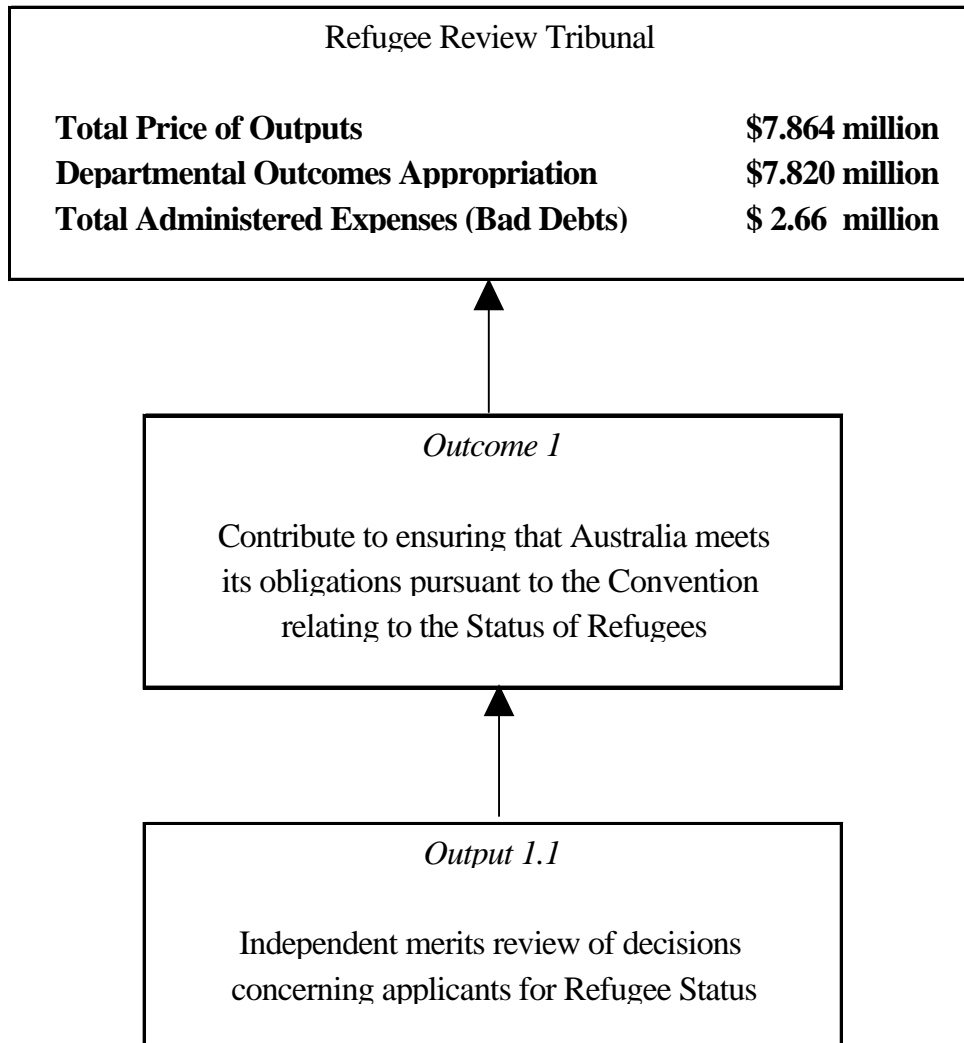 Refugee Review Tribunal
Total Price of Outputs $7.864 million
Departmental Outcomes Appropriation $7.820 million
Total Administered Expenses (Bad Debts) $ 2.66 million
Outcome 1
Contribute to ensuring that Australia meets
its obligations pursuant to the Convention
relating to the Status of Refugees
Output 1.1
Independent merits review of decisions
concerning applicants for Refugee Status